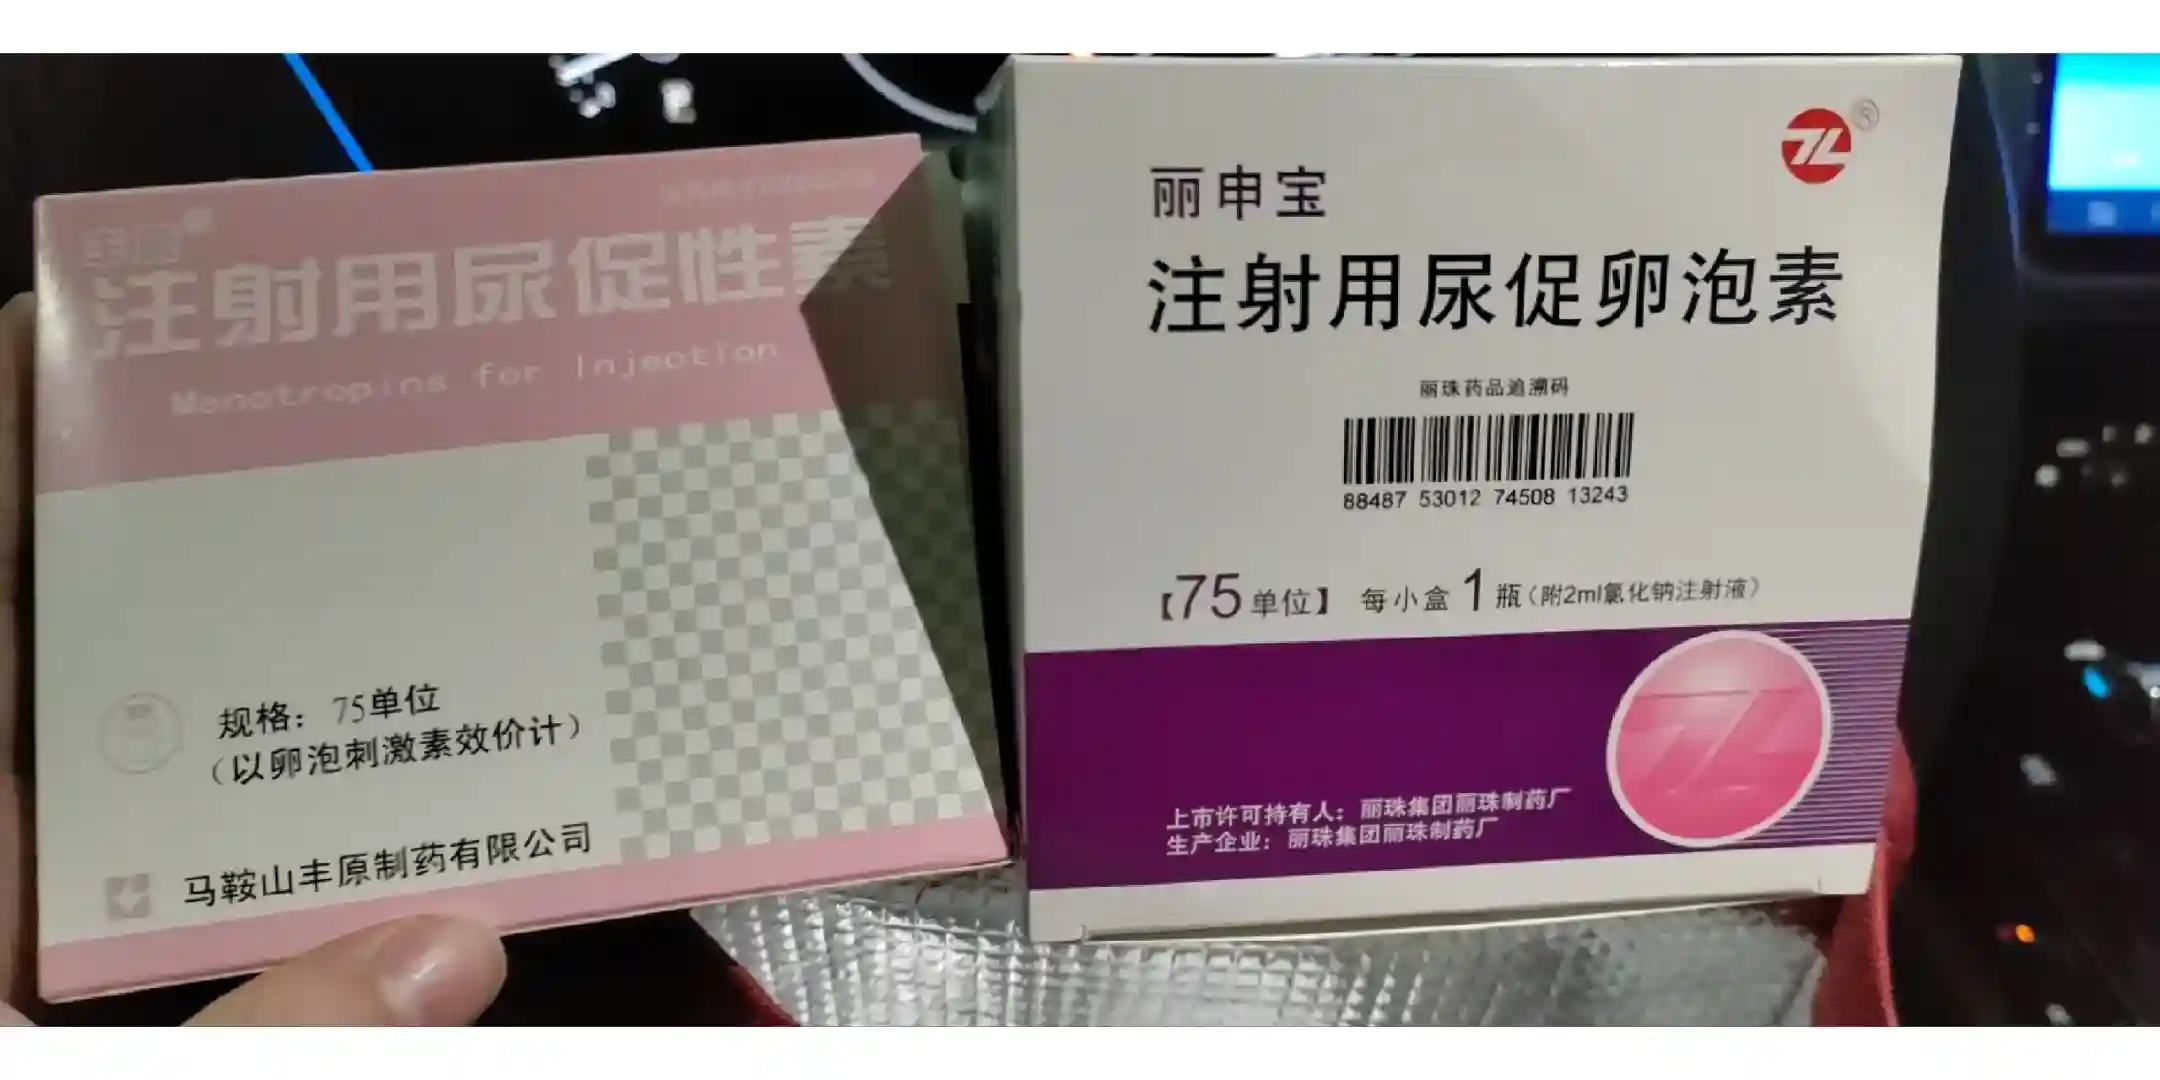 注射用尿促性素
Menotropins for Injection
规格：75单位
（以卵泡刺激素效价计）
马鞍山丰原制药有限公司
丽申宝
注射用尿促卵泡素
丽珠药品追溯码
88487 53012 74508 13243
【75单位】 每小盒1瓶（附2ml氯化钠注射液）
上市许可持有人：丽珠集团丽珠制药厂
生产企业：丽珠集团丽珠制药厂